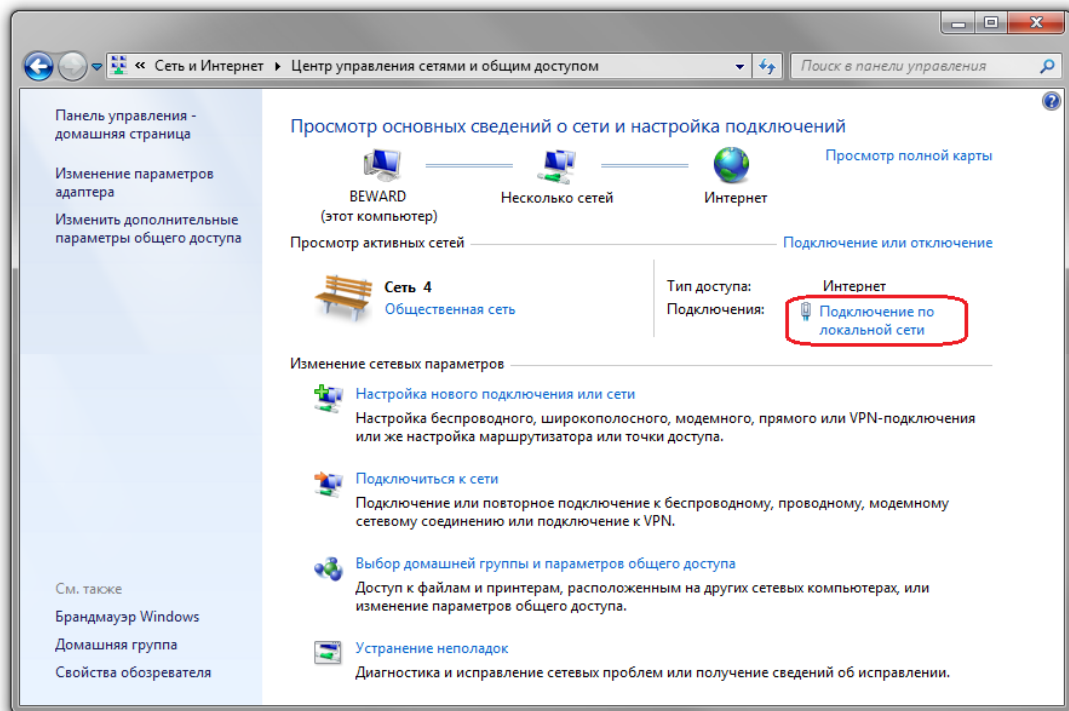 « Сеть и Интернет ▸ Центр управления сетями и общим доступом
Поиск в панели управления
Панель управления -
домашняя страница
Изменение параметров
адаптера
Изменить дополнительные
параметры общего доступа
См. также
Брандмауэр Windows
Домашняя группа
Свойства обозревателя
Просмотр основных сведений о сети и настройка подключений
Просмотр полной карты
BEWARD
(этот компьютер)
Несколько сетей
Интернет
Просмотр активных сетей
Подключение или отключение
Сеть 4
Общественная сеть
Тип доступа: Интернет
Подключения: Подключение по
локальной сети
Изменение сетевых параметров
Настройка нового подключения или сети
Настройка беспроводного, широкополосного, модемного, прямого или VPN-подключения
или же настройка маршрутизатора или точки доступа.
Подключиться к сети
Подключение или повторное подключение к беспроводному, проводному, модемному
сетевому соединению или подключение к VPN.
Выбор домашней группы и параметров общего доступа
Доступ к файлам и принтерам, расположенным на других сетевых компьютерах, или
изменение параметров общего доступа.
Устранение неполадок
Диагностика и исправление сетевых проблем или получение сведений об исправлении.